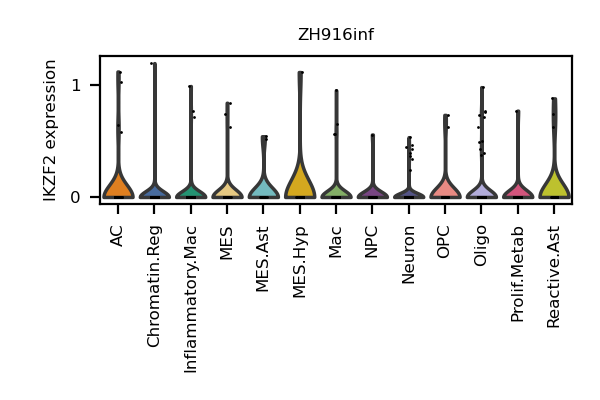 ZH916inf
IKZF2 expression
1
0
AC
Chromatin.Reg
Inflammatory.Mac
MES
MES.Ast
MES.Hyp
Mac
NPC
Neuron
OPC
Oligo
Prolif.Metab
Reactive.Ast